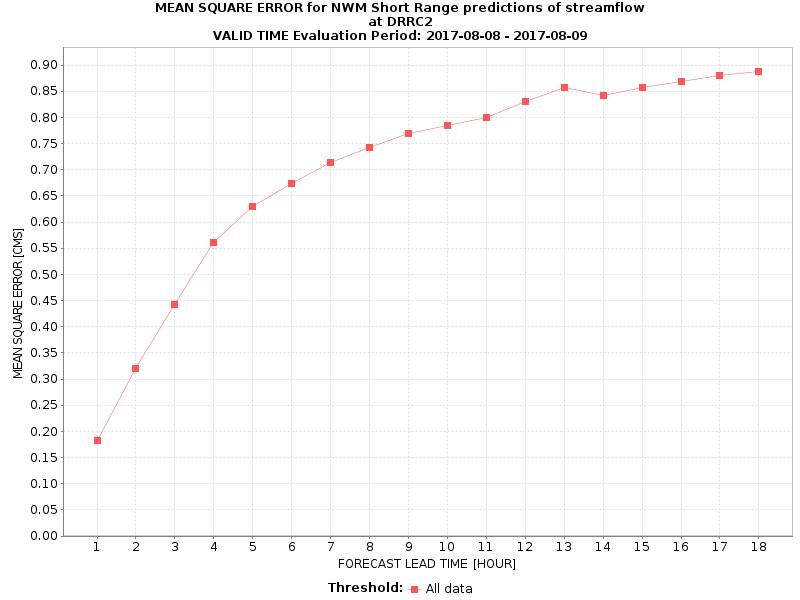 MEAN SQUARE ERROR for NWM Short Range predictions of streamflow
at DRRC2
VALID TIME Evaluation Period: 2017-08-08 - 2017-08-09
MEAN SQUARE ERROR [CMS]
0.90
0.85
0.80
0.75
0.70
0.65
0.60
0.55
0.50
0.45
0.40
0.35
0.30
0.25
0.20
0.15
0.10
0.05
0.00
1 2 3 4 5 6 7 8 9 10 11 12 13 14 15 16 17 18
FORECAST LEAD TIME [HOUR]
Threshold: All data